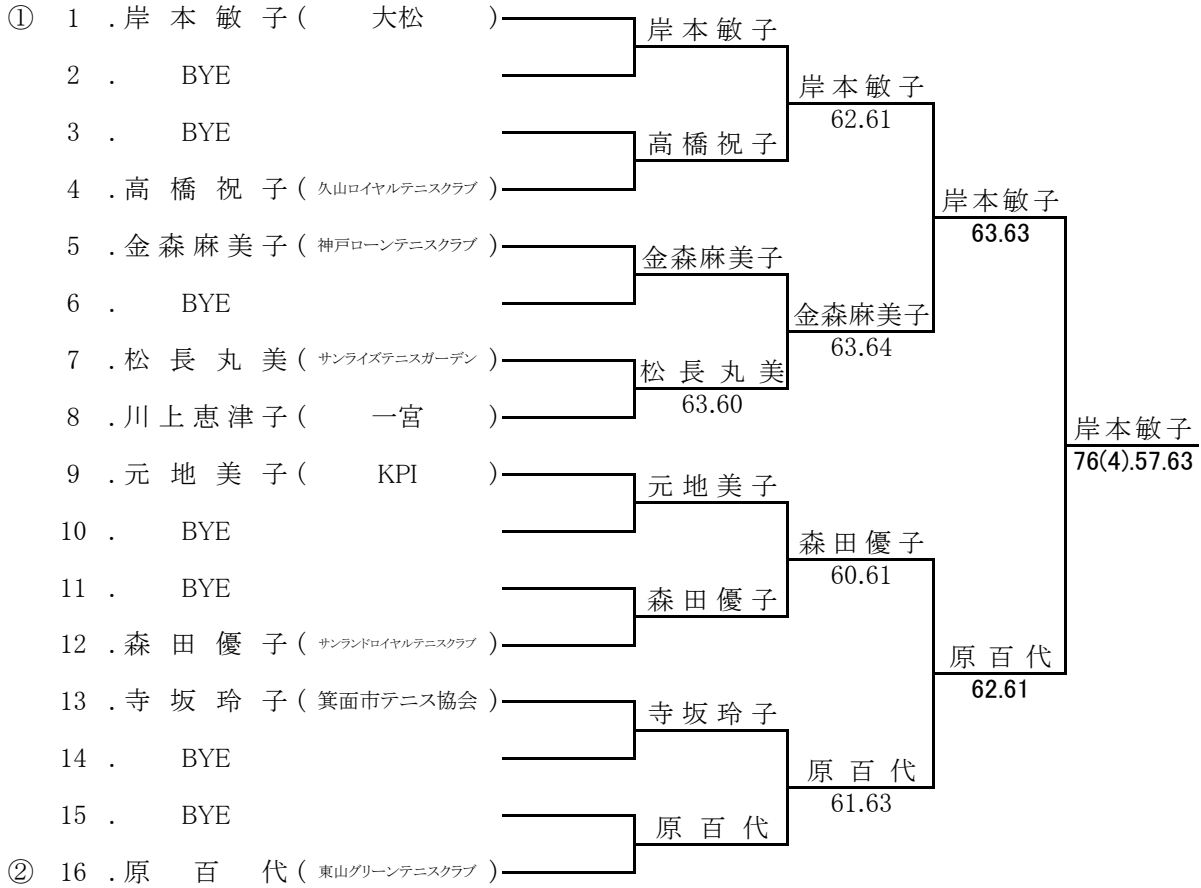 ① 1 .岸本敏子( 大松 )
2 . BYE
3 . BYE
4 .高橋祝子( 久山ロイヤルテニスクラブ )
5 .金森麻美子( 神戸ローンテニスクラブ )
6 . BYE
7 .松長丸美( サンライズテニスガーデン )
8 .川上恵津子( 一宮 )
9 .元地美子( KPI )
10 . BYE
11 . BYE
12 .森田優子( サンランドロイヤルテニスクラブ )
13 .寺坂玲子( 箕面市テニス協会 )
14 . BYE
15 . BYE
② 16 .原百代( 東山グリーンテニスクラブ )
岸本敏子
高橋祝子
金森麻美子
松長丸美
63.60
元地美子
森田優子
寺坂玲子
原百代
岸本敏子
62.61
金森麻美子
63.64
森田優子
60.61
原百代
61.63
岸本敏子
63.63
原百代
62.61
岸本敏子
76(4).57.63